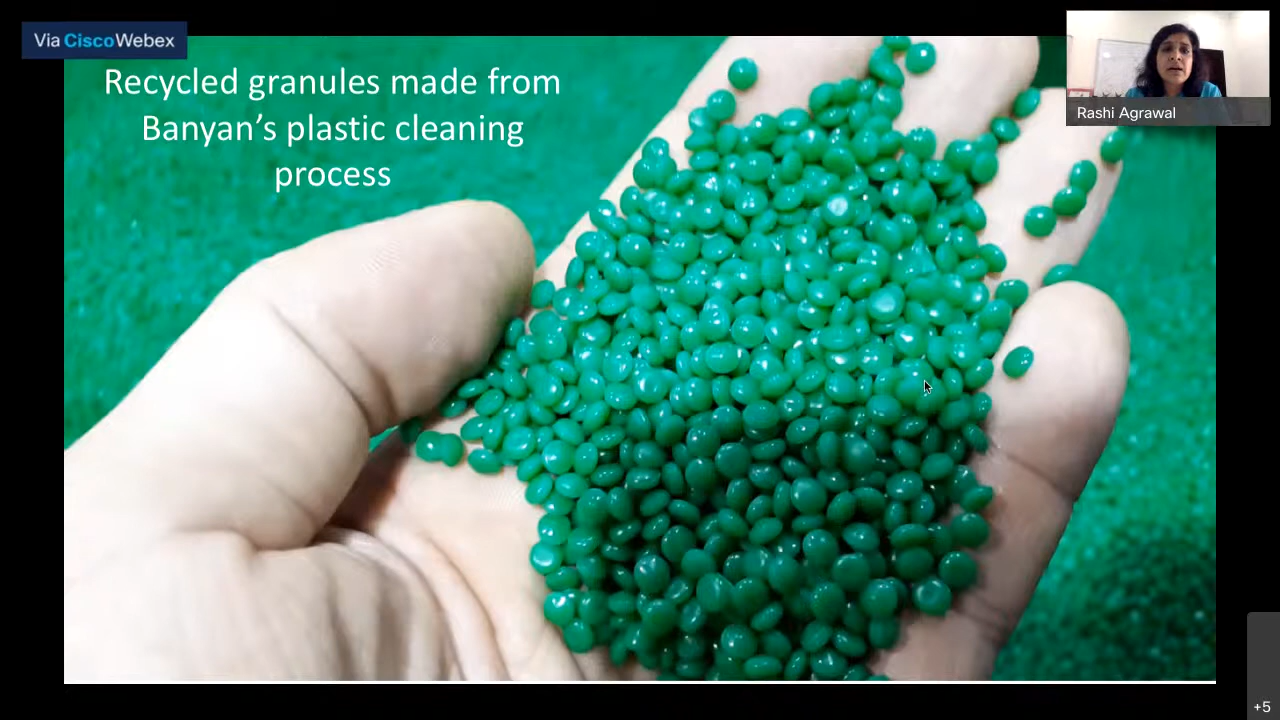 Via CiscoWebex
Recycled granules made from
Banyan's plastic cleaning
process
Rashi Agrawal
+5